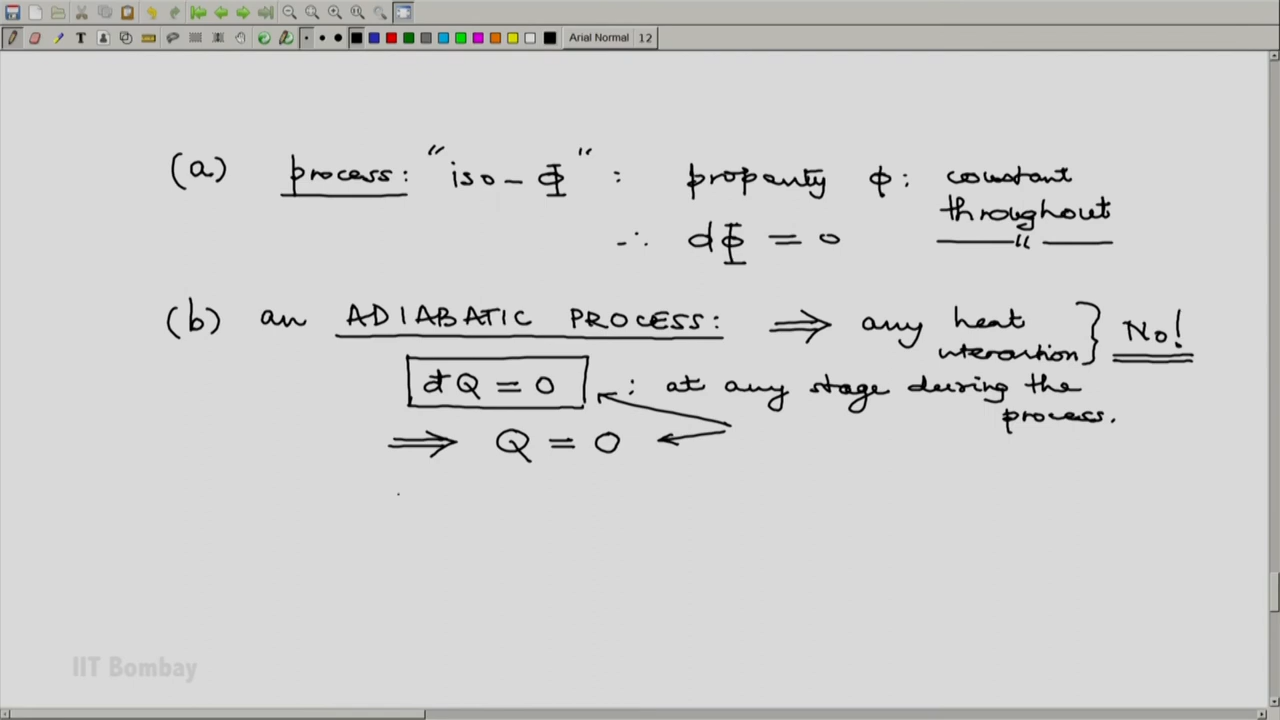 Arial Normal 12
(a) process: "iso-Φ" : property ϕ: constant throughout
∴ dΦ = 0
(b) an ADIABATIC PROCESS: ⟹ any heat interaction } No!
đQ = 0 : at any stage during the process.
⟹ Q = 0
IIT Bombay